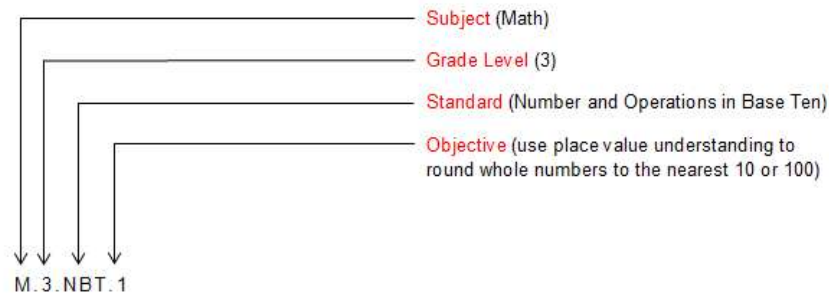 Subject (Math)
Grade Level (3)
Standard (Number and Operations in Base Ten)
Objective (use place value understanding to
round whole numbers to the nearest 10 or 100)
M.3.NBT.1